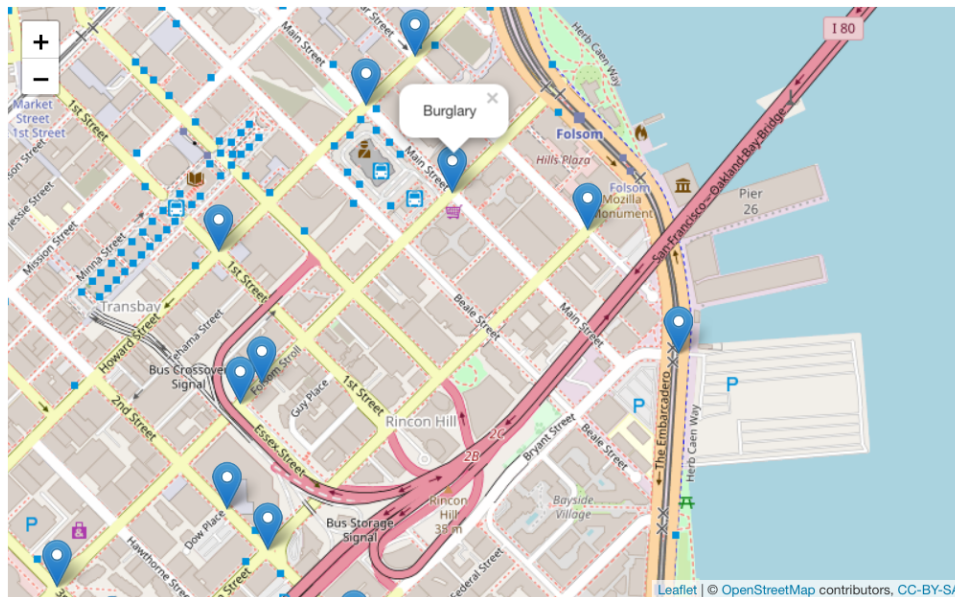 +
−
I 80
Main Street
Herb Caen Way
Market
Street
1st Street
1st Street
Burglary
×
Folsom
Hills Plaza
Main Street
San Francisco – Oakland Bay Bridge
Folsom
Mozilla
Monument
Pier
26
Jessie Street
Mission Street
Minna Street
Transbay
1st Street
Beale Street
Main Street
Howard Street
Tehama Street
Bus Crossover
Signal
Folsom Stroll
Guy Place
1st Street
P
P
2nd Street
Rincon Hill
Essex Street
2C
2B
Bryant Street
Beale Street
The Embarcadero
Herb Caen Way
Rincon
Hill
35 m
Bayside
Village
Bus Storage
Signal
P
Dow Place
Hawthorne Street
Federal Street
Leaflet | © OpenStreetMap contributors, CC-BY-SA